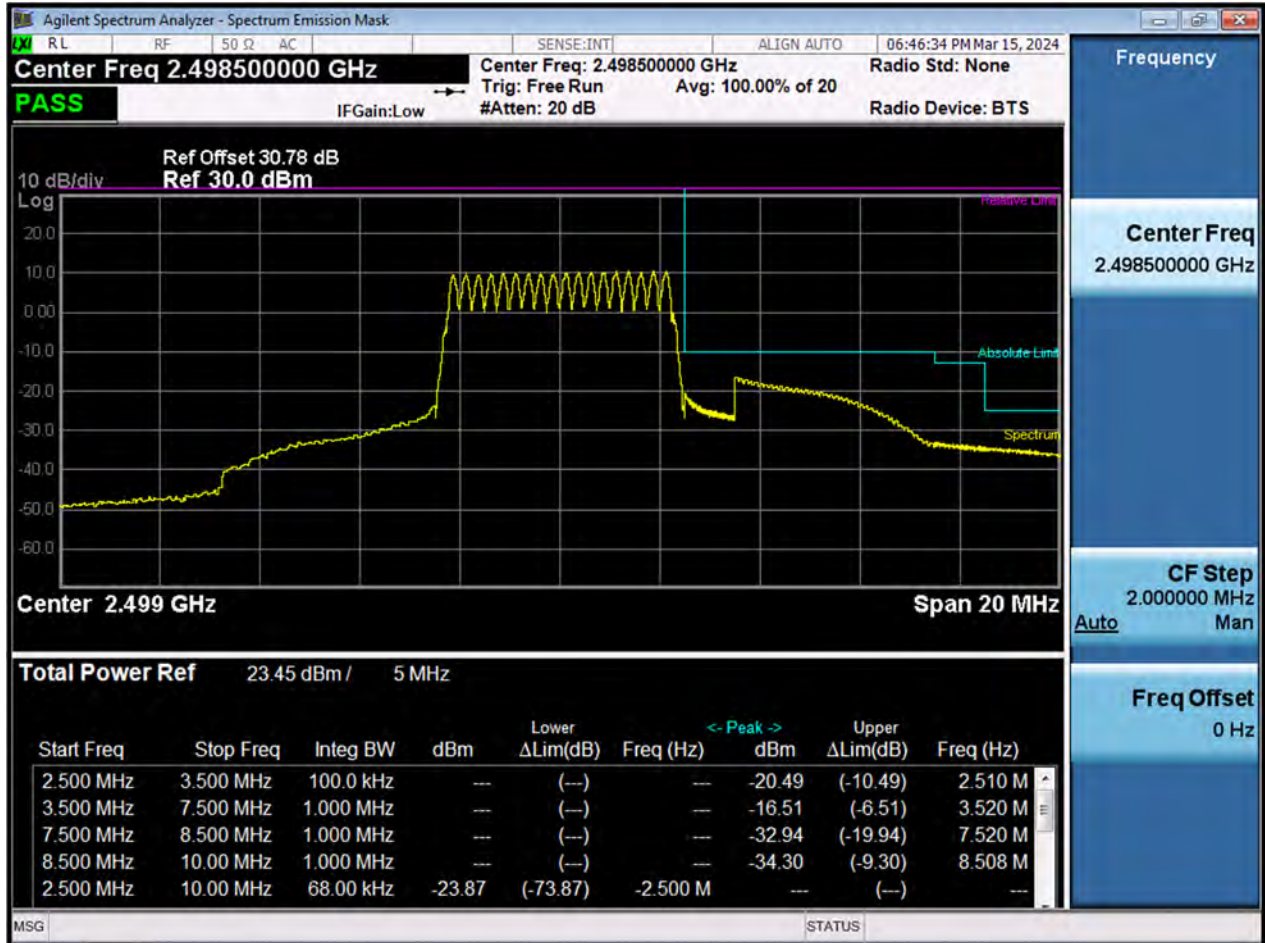 Agilent Spectrum Analyzer - Spectrum Emission Mask
LXI RL RF 50 Ω AC SENSE:INT ALIGN AUTO 06:46:34 PM Mar 15, 2024
Center Freq 2.498500000 GHz Center Freq: 2.498500000 GHz Radio Std: None
Trig: Free Run Avg: 100.00% of 20
PASS IFGain:Low #Atten: 20 dB Radio Device: BTS
Ref Offset 30.78 dB
10 dB/div Ref 30.0 dBm
Log
Relative Limit
20.0
10.0
0.00
-10.0
Absolute Limit
-20.0
-30.0
Spectrum
-40.0
-50.0
-60.0
Center 2.499 GHz Span 20 MHz
Total Power Ref 23.45 dBm / 5 MHz
Lower <- Peak -> Upper
Start Freq Stop Freq Integ BW dBm ΔLim(dB) Freq (Hz) dBm ΔLim(dB) Freq (Hz)
2.500 MHz 3.500 MHz 100.0 kHz --- (---) --- -20.49 (-10.49) 2.510 M
3.500 MHz 7.500 MHz 1.000 MHz --- (---) --- -16.51 (-6.51) 3.520 M
7.500 MHz 8.500 MHz 1.000 MHz --- (---) --- -32.94 (-19.94) 7.520 M
8.500 MHz 10.00 MHz 1.000 MHz --- (---) --- -34.30 (-9.30) 8.508 M
2.500 MHz 10.00 MHz 68.00 kHz -23.87 (-73.87) -2.500 M --- (---) ---
MSG STATUS
Frequency
Center Freq
2.498500000 GHz
CF Step
2.000000 MHz
Auto Man
Freq Offset
0 Hz